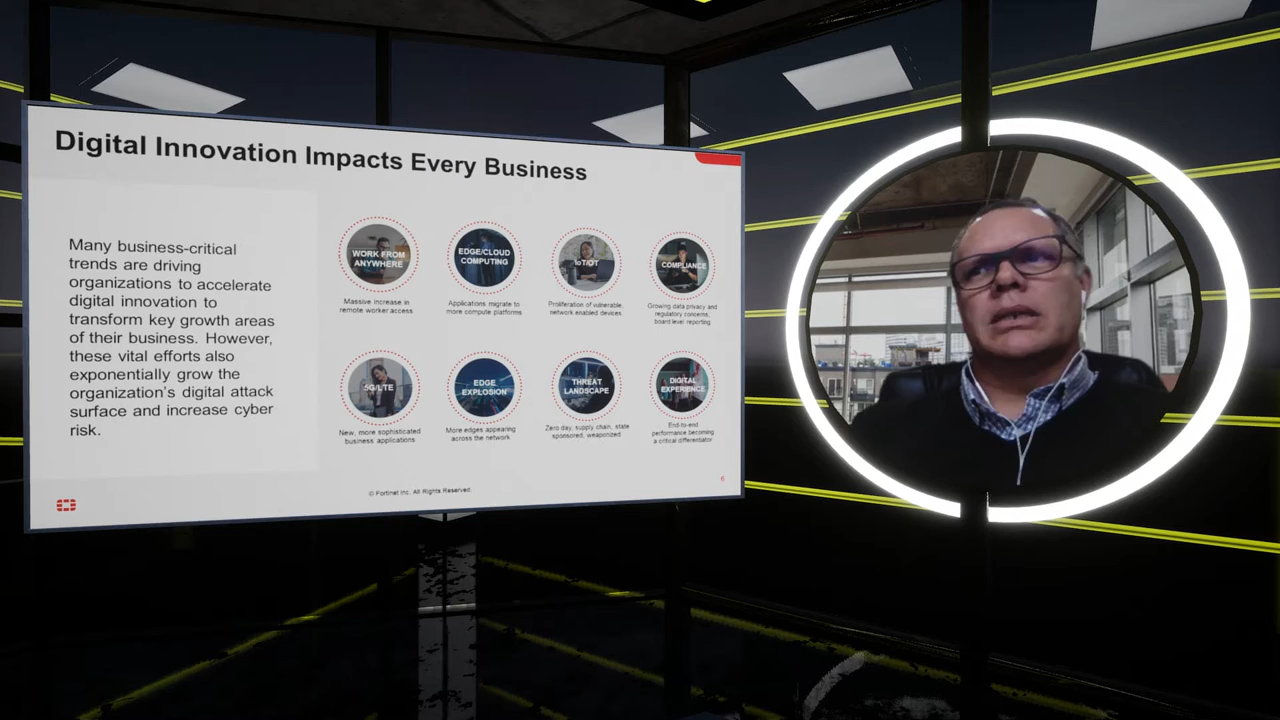 Digital Innovation Impacts Every Business
Many business-critical
trends are driving
organizations to accelerate
digital innovation to
transform key growth areas
of their business. However,
these vital efforts also
exponentially grow the
organization's digital attack
surface and increase cyber
risk.
WORK FROM
ANYWHERE
Massive increase in
remote worker access
EDGE/CLOUD
COMPUTING
Applications migrate to
more compute platforms
IoT/OT
Proliferation of vulnerable,
network enabled devices
COMPLIANCE
Growing data privacy and
regulatory concerns,
board level reporting
5G/LTE
New, more sophisticated
business applications
EDGE
EXPLOSION
More edges appearing
across the network
THREAT
LANDSCAPE
Zero day, supply chain, state
sponsored, weaponized
DIGITAL
EXPERIENCE
End-to-end
performance becoming
a critical differentiator
© Fortinet Inc. All Rights Reserved.
6